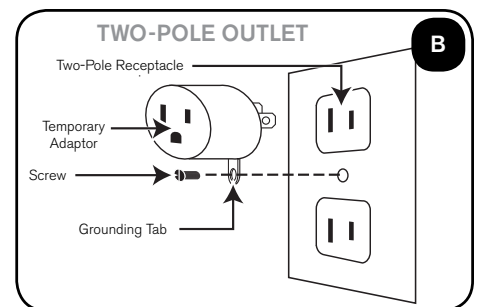 TWO-POLE OUTLET
B
Two-Pole Receptacle
Temporary
Adaptor
Screw
Grounding Tab